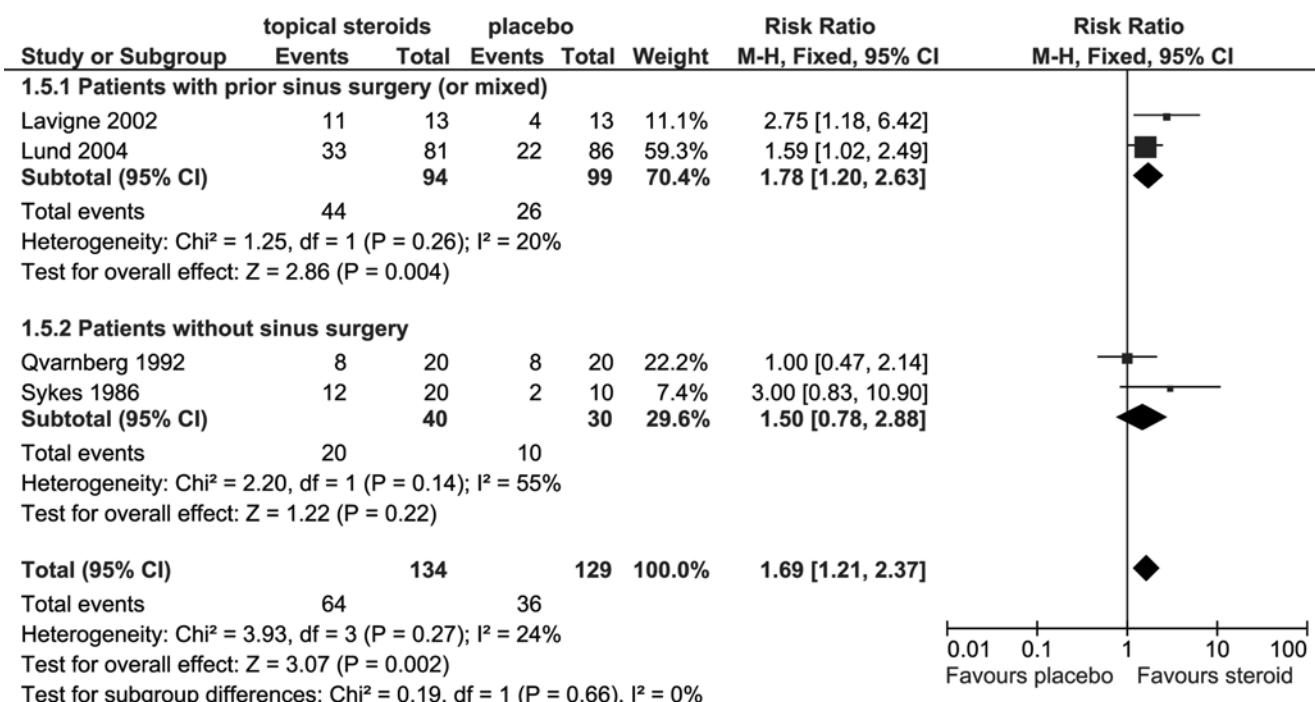 topical steroids placebo Risk Ratio Risk Ratio
Study or Subgroup Events Total Events Total Weight M-H, Fixed, 95% CI M-H, Fixed, 95% CI
1.5.1 Patients with prior sinus surgery (or mixed)
Lavigne 2002 11 13 4 13 11.1% 2.75 [1.18, 6.42]
Lund 2004 33 81 22 86 59.3% 1.59 [1.02, 2.49]
Subtotal (95% CI) 94 99 70.4% 1.78 [1.20, 2.63]
Total events 44 26
Heterogeneity: Chi² = 1.25, df = 1 (P = 0.26); I² = 20%
Test for overall effect: Z = 2.86 (P = 0.004)
1.5.2 Patients without sinus surgery
Qvarnberg 1992 8 20 8 20 22.2% 1.00 [0.47, 2.14]
Sykes 1986 12 20 2 10 7.4% 3.00 [0.83, 10.90]
Subtotal (95% CI) 40 30 29.6% 1.50 [0.78, 2.88]
Total events 20 10
Heterogeneity: Chi² = 2.20, df = 1 (P = 0.14); I² = 55%
Test for overall effect: Z = 1.22 (P = 0.22)
Total (95% CI) 134 129 100.0% 1.69 [1.21, 2.37]
Total events 64 36
Heterogeneity: Chi² = 3.93, df = 3 (P = 0.27); I² = 24%
Test for overall effect: Z = 3.07 (P = 0.002)
Test for subgroup differences: Chi² = 0.19, df = 1 (P = 0.66), I² = 0%
0.01 0.1 1 10 100
Favours placebo Favours steroid